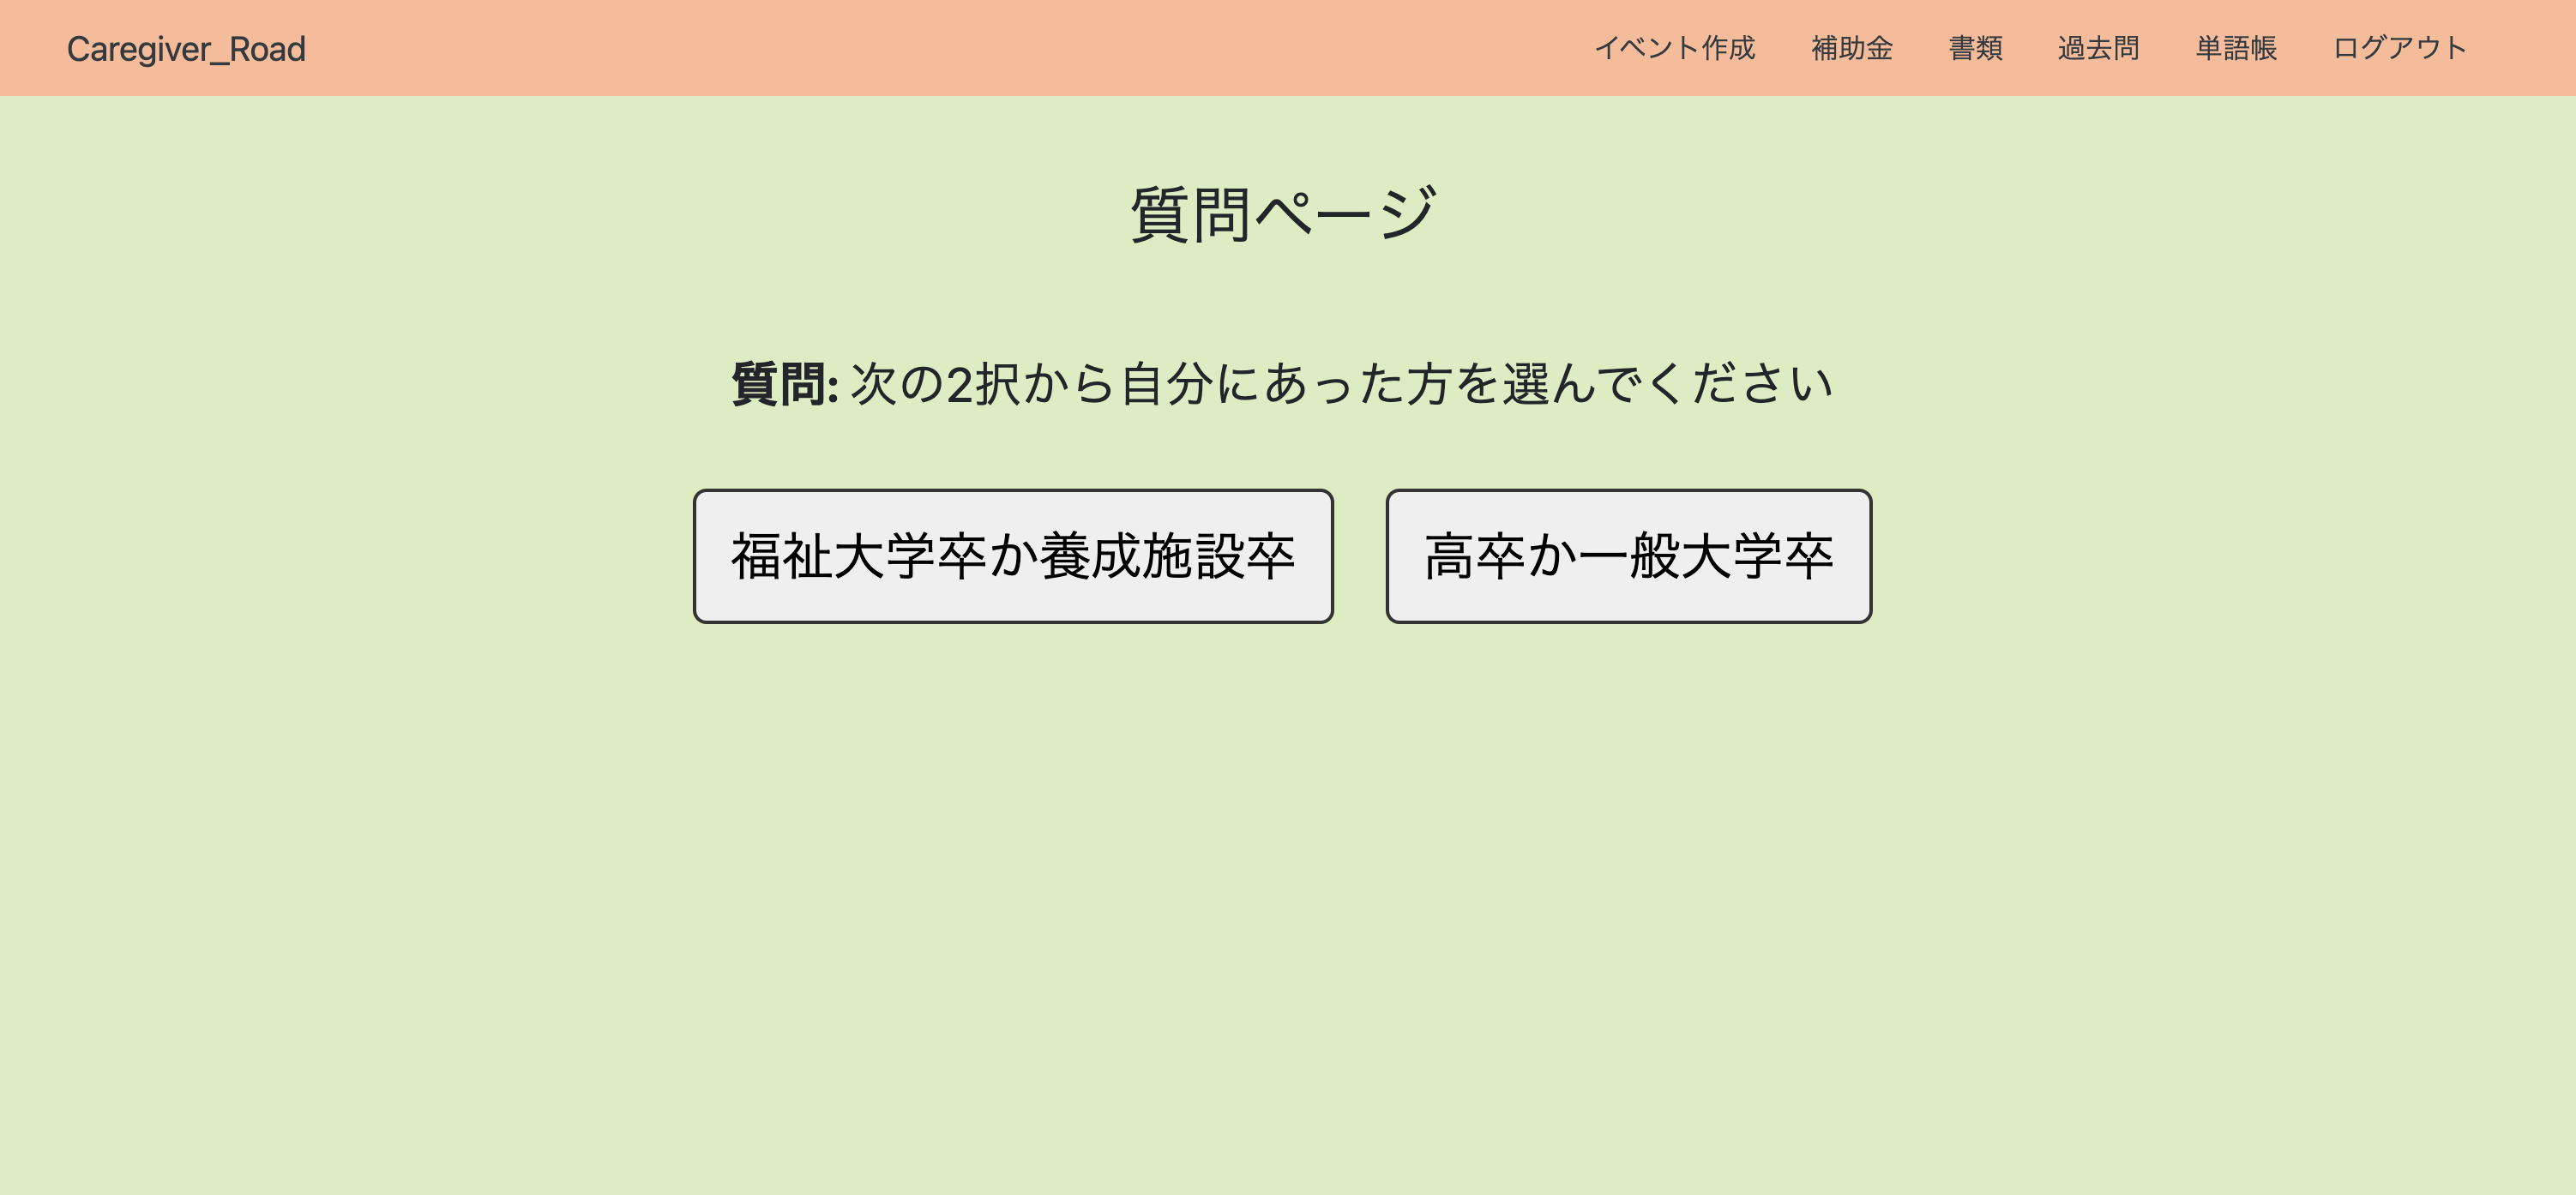 Caregiver_Road イベント作成 補助金 書類 過去問 単語帳 ログアウト
質問ページ
質問: 次の2択から自分にあった方を選んでください
福祉大学卒か養成施設卒 高卒か一般大学卒